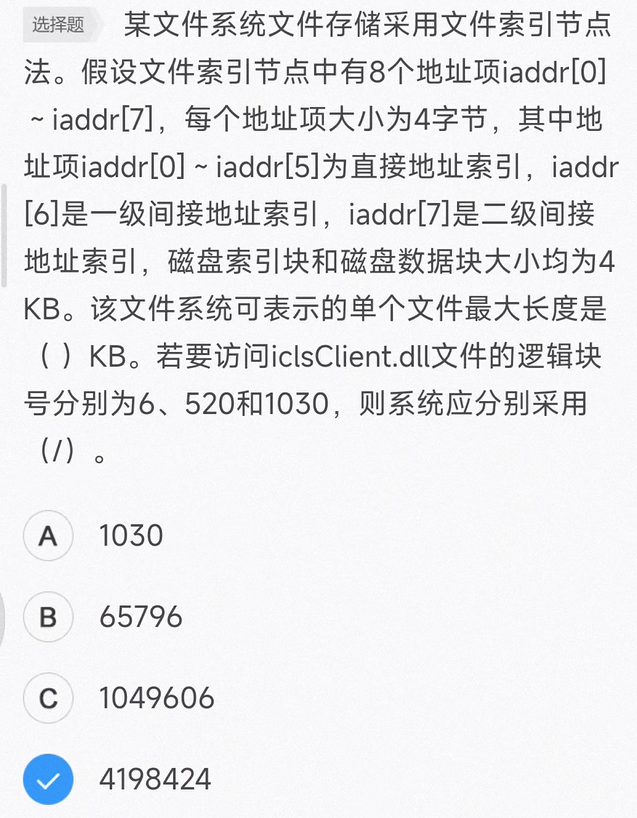 选择题 某文件系统文件存储采用文件索引节点
法。假设文件索引节点中有8个地址项iaddr[0]
~ iaddr[7]，每个地址项大小为4字节，其中地
址项iaddr[0] ~ iaddr[5]为直接地址索引，iaddr
[6]是一级间接地址索引，iaddr[7]是二级间接
地址索引，磁盘索引块和磁盘数据块大小均为4
KB。该文件系统可表示的单个文件最大长度是
（ ）KB。若要访问iclsClient.dll文件的逻辑块
号分别为6、520和1030，则系统应分别采用
（/）。
A 1030
B 65796
C 1049606
4198424